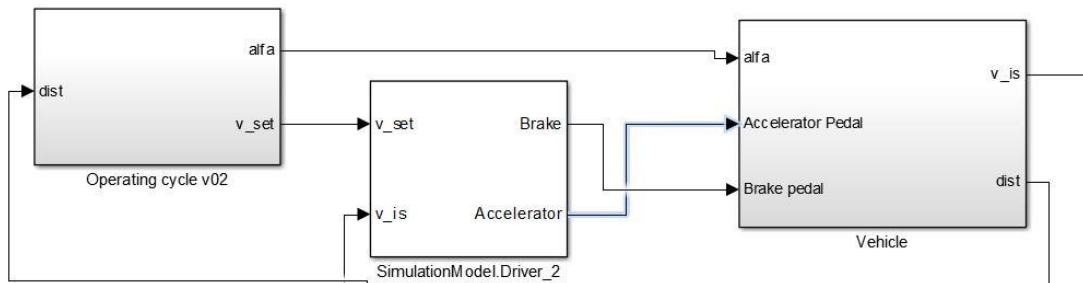 alfa
dist
v_set
Operating cycle v02
v_set
Brake
v_is
Accelerator
SimulationModel.Driver_2
alfa
v_is
Accelerator Pedal
dist
Brake pedal
Vehicle